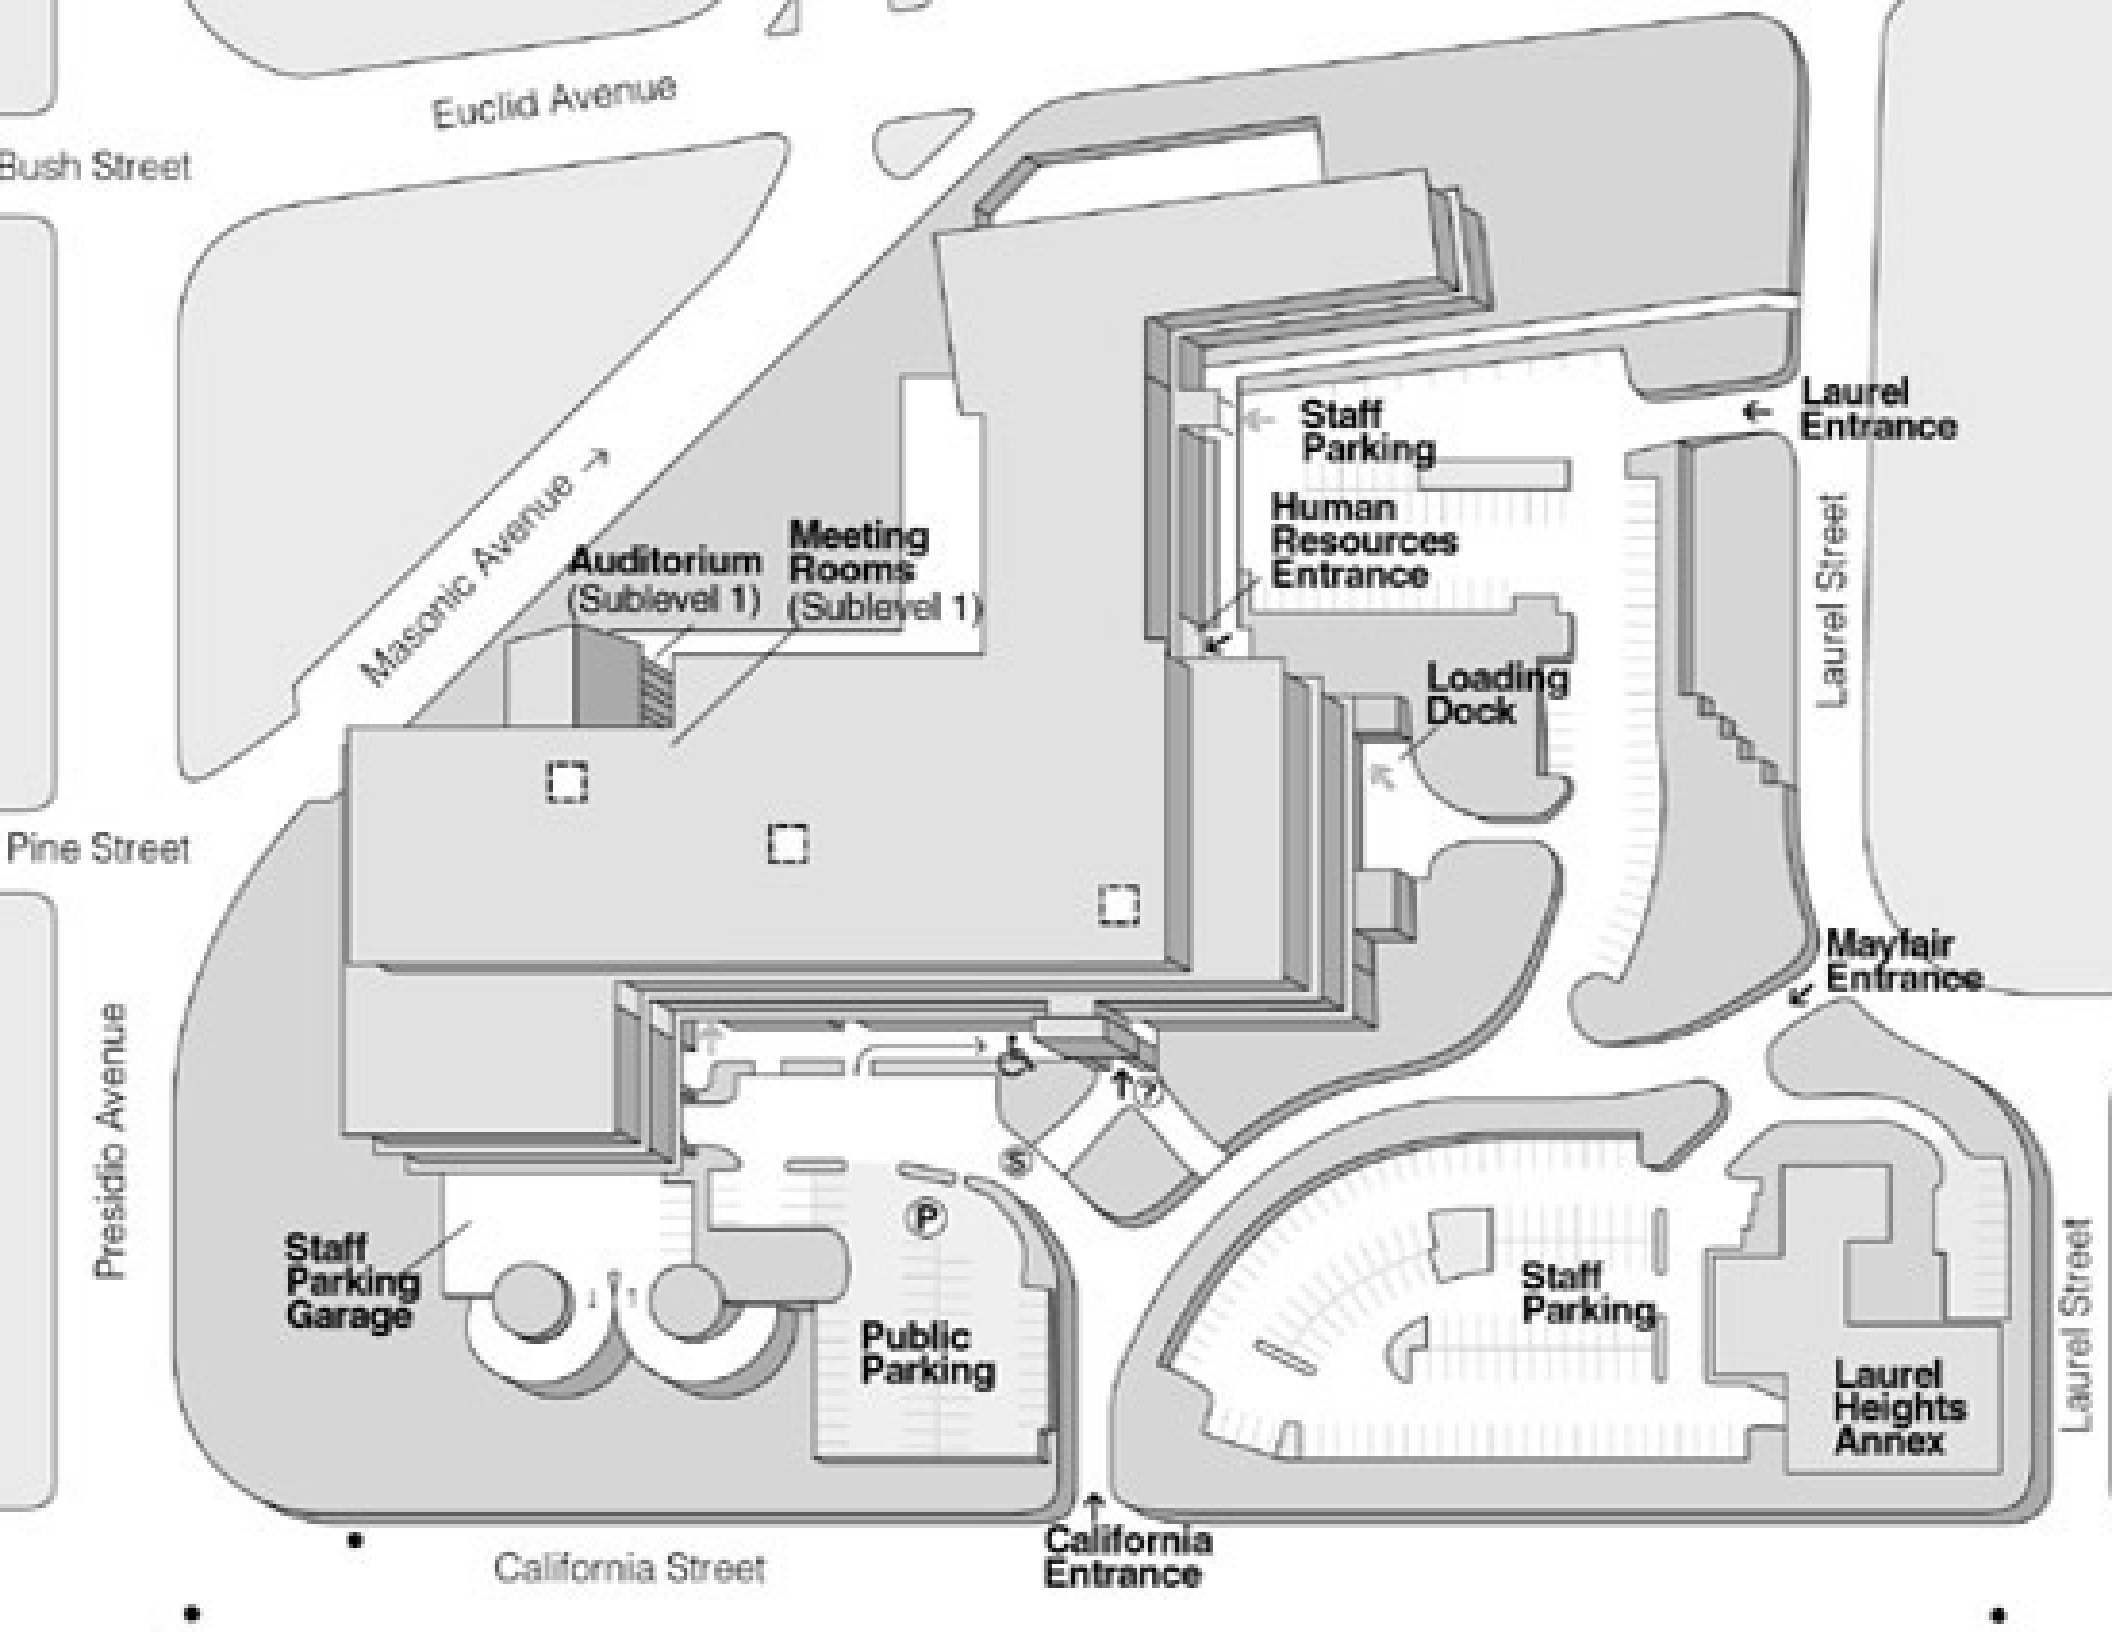 Euclid Avenue
Bush Street
Laurel
Entrance
Staff
Parking
Masonic Avenue →
Human
Resources
Entrance
Meeting
Rooms
(Sublevel 1)
Auditorium
(Sublevel 1)
Laurel Street
Loading
Dock
Pine Street
Mayfair
Entrance
Presidio Avenue
?
S
P
Staff
Parking
Garage
Public
Parking
Staff
Parking
Laurel
Heights
Annex
Laurel Street
California
Entrance
California Street